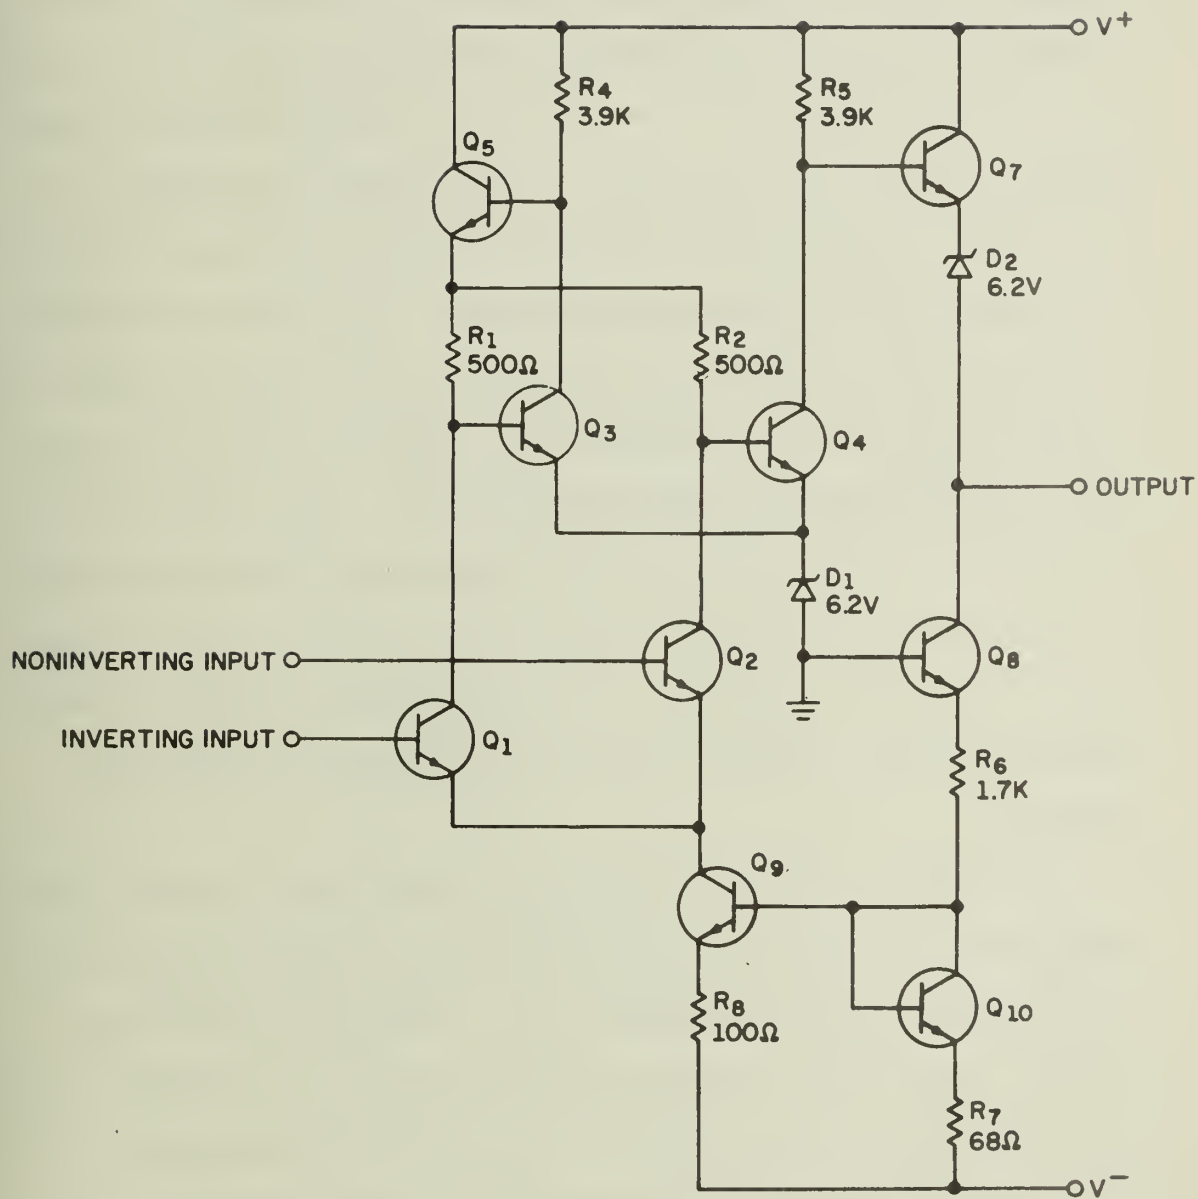 V+
R4
3.9K
R5
3.9K
Q5
Q7
D2
6.2V
R1
500Ω
R2
500Ω
Q3
Q4
OUTPUT
D1
6.2V
NONINVERTING INPUT
Q2
Q8
INVERTING INPUT
Q1
R6
1.7K
Q9
R8
100Ω
Q10
R7
68Ω
V−